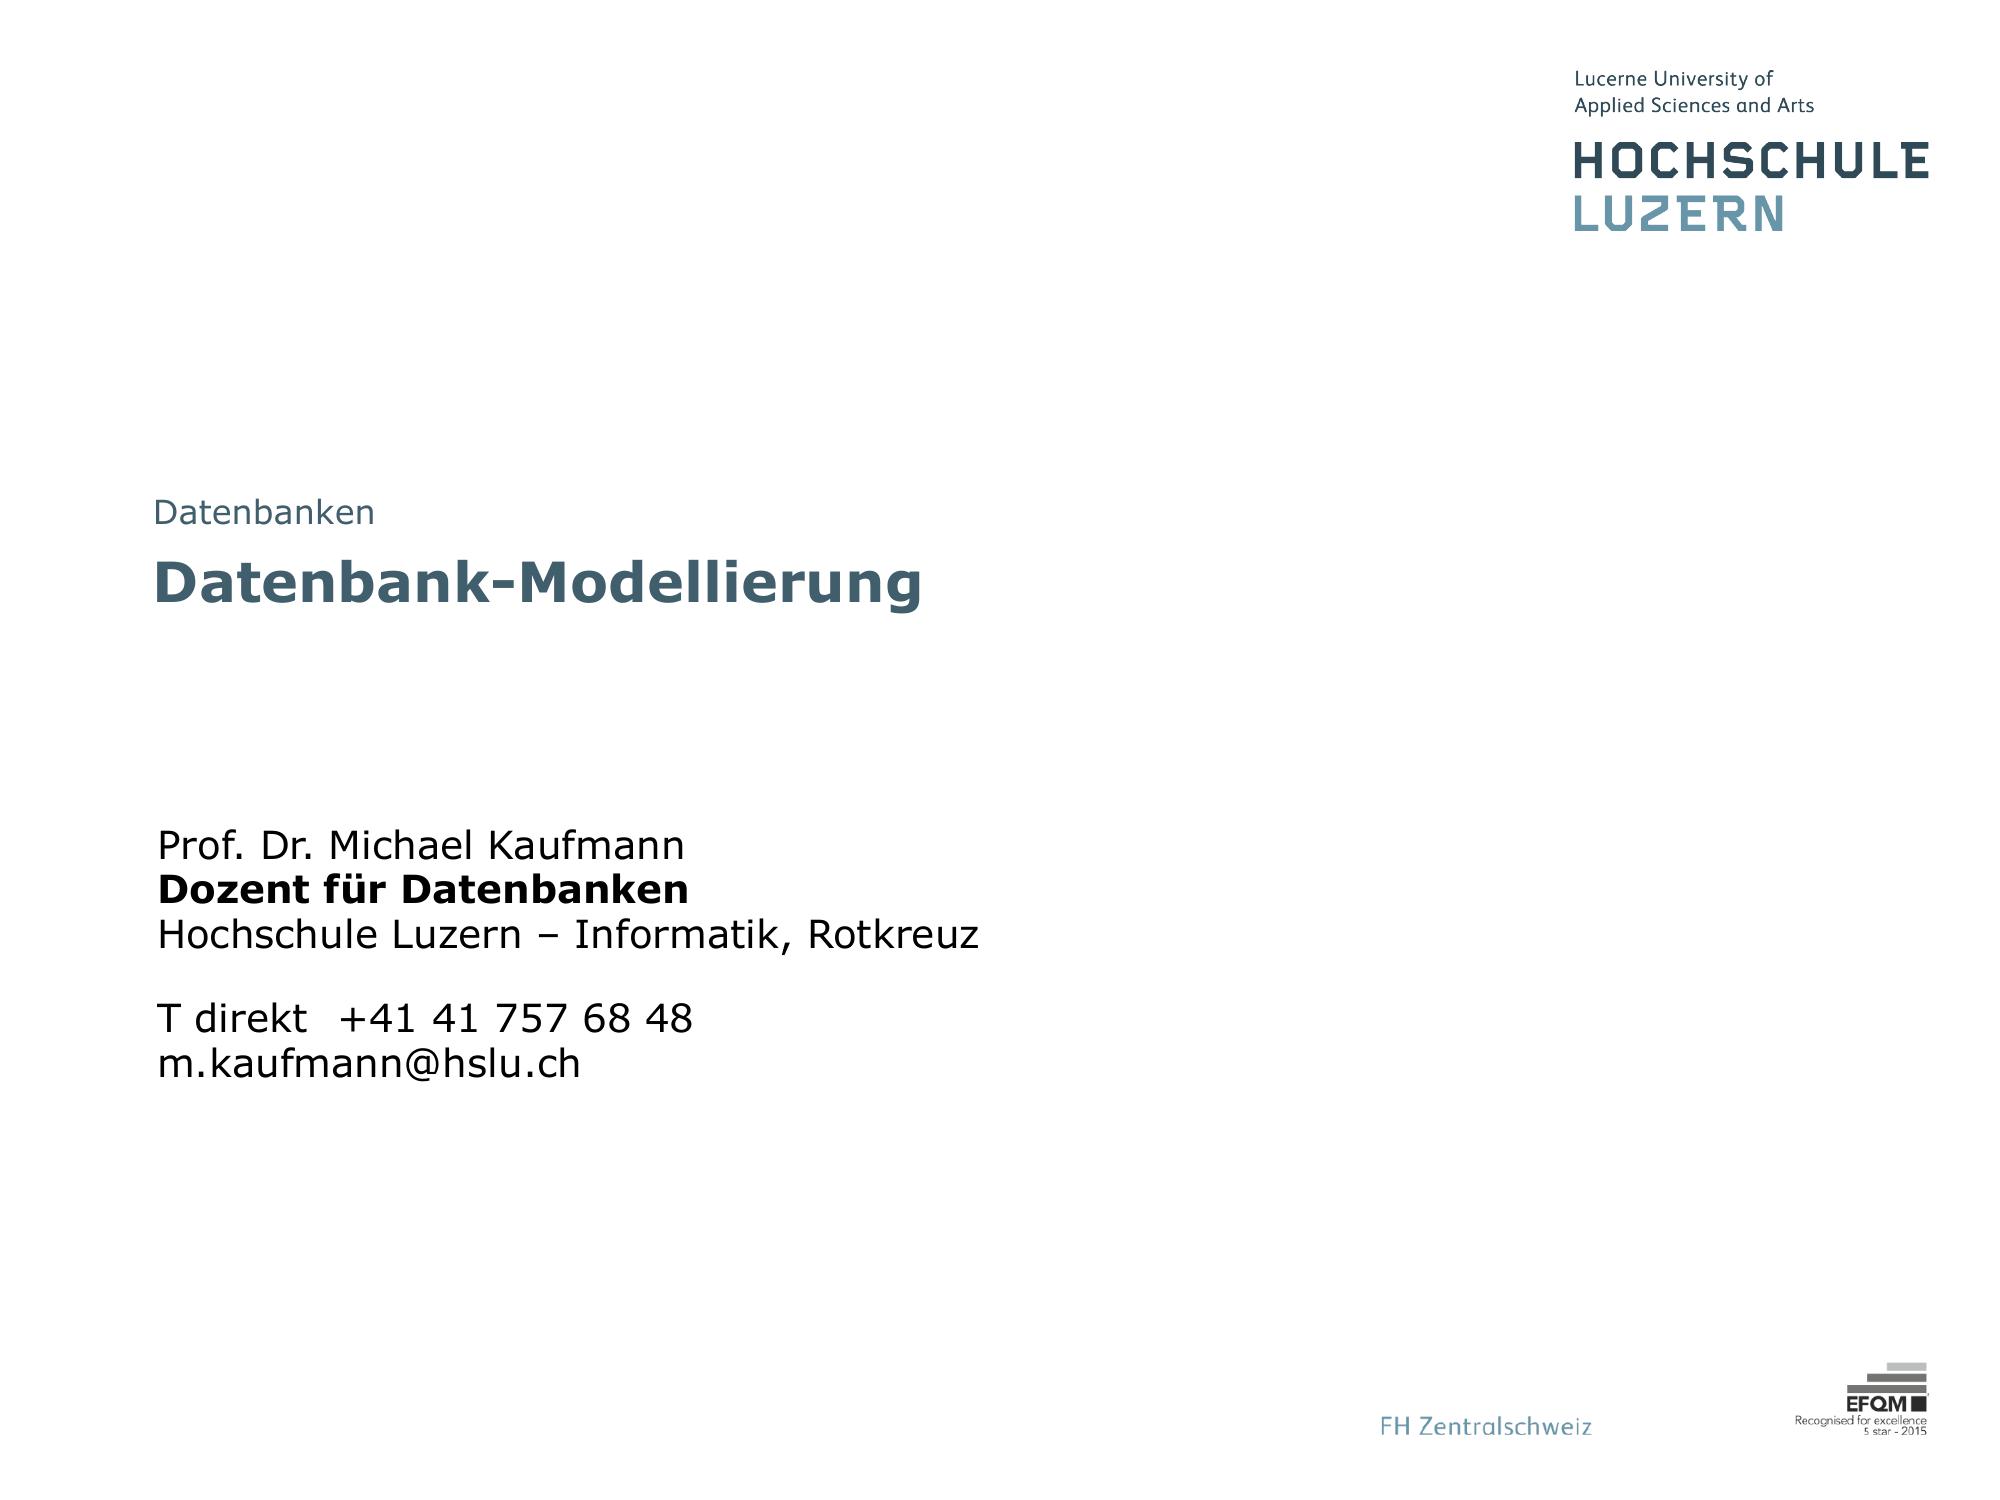 Lucerne University of
Applied Sciences and Arts
HOCHSCHULE
LUZERN
Datenbanken
Datenbank-Modellierung
Prof. Dr. Michael Kaufmann
Dozent für Datenbanken
Hochschule Luzern – Informatik, Rotkreuz
T direkt +41 41 757 68 48
m.kaufmann@hslu.ch
FH Zentralschweiz
EFQM
Recognised for excellence
5 star - 2015